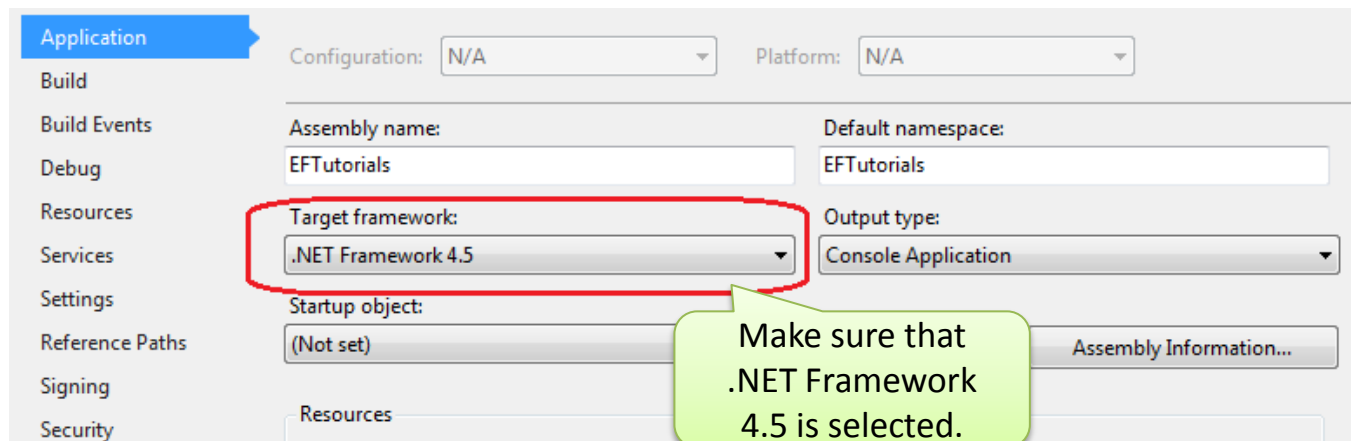 Application
Configuration: N/A Platform: N/A
Build
Build Events
Assembly name: Default namespace:
EFTutorials EFTutorials
Debug
Resources
Target framework: Output type:
Services
.NET Framework 4.5 Console Application
Settings
Startup object:
Reference Paths
(Not set) Assembly Information...
Signing
Resources
Security
Make sure that
.NET Framework
4.5 is selected.